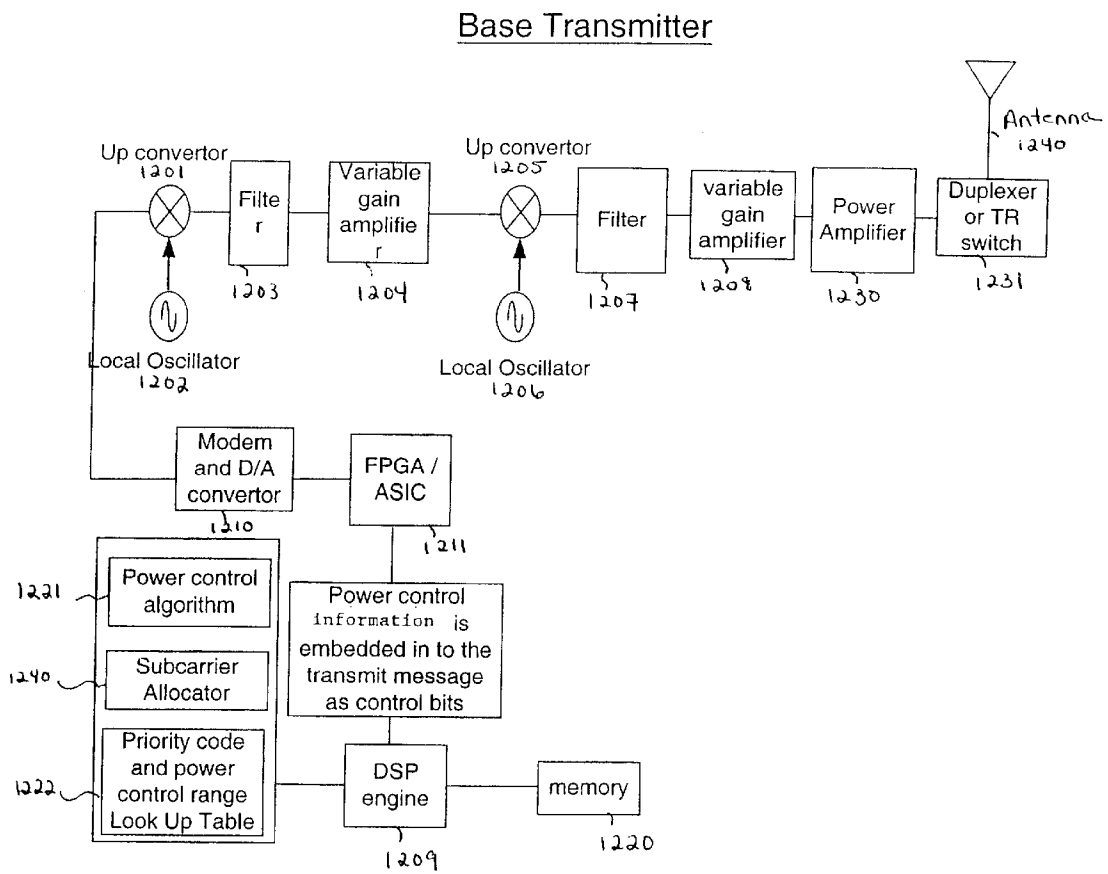 Base Transmitter
Antenna
1240
Up convertor
1201
Filte
r
1203
Variable
gain
amplifie
r
1204
Up convertor
1205
Filter
1207
variable
gain
amplifier
1208
Power
Amplifier
1230
Duplexer
or TR
switch
1231
Local Oscillator
1202
Local Oscillator
1206
Modem
and D/A
convertor
1210
FPGA /
ASIC
1211
1221
Power control
algorithm
1240
Subcarrier
Allocator
1222
Priority code
and power
control range
Look Up Table
Power control
information is
embedded in to the
transmit message
as control bits
DSP
engine
1209
memory
1220